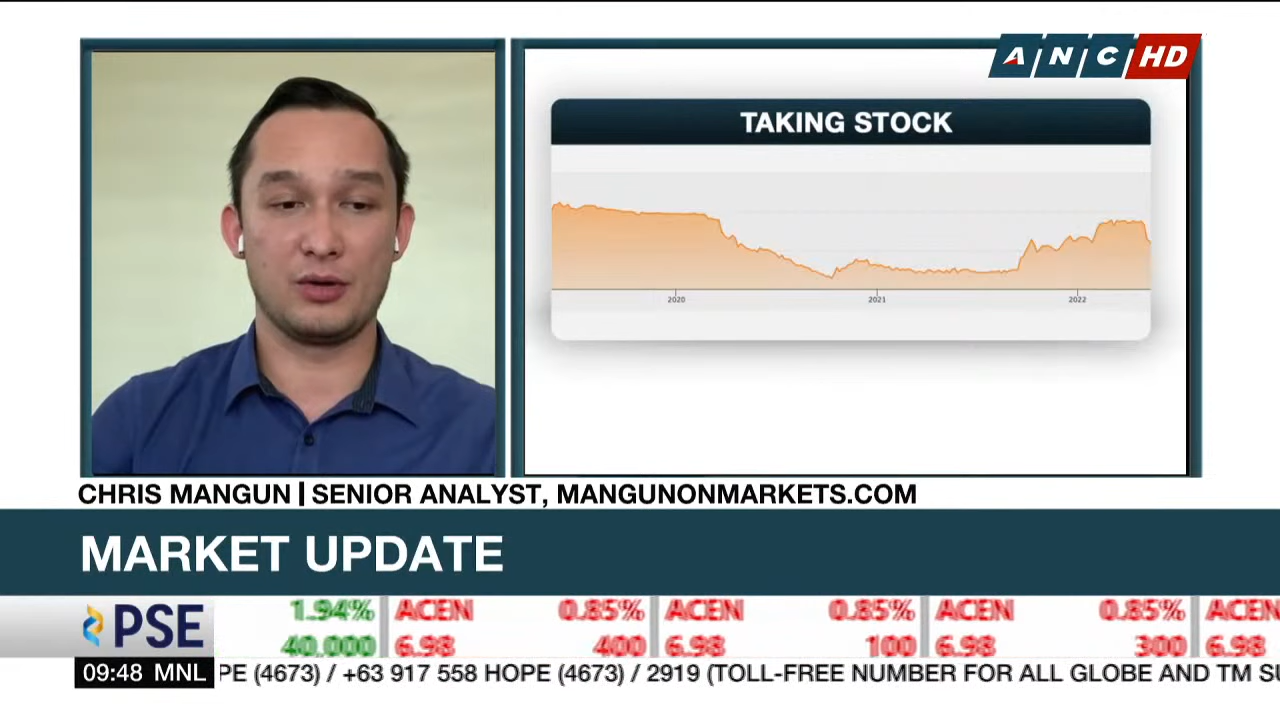 ANC HD
TAKING STOCK
2020 2021 2022
CHRIS MANGUN | SENIOR ANALYST, MANGUNONMARKETS.COM
MARKET UPDATE
PSE
1.94% ACEN 0.85% ACEN 0.85% ACEN 0.85% ACEN
40,000 6.98 400 6.98 100 6.98 300 6.98
09:48 MNL PE (4673) / +63 917 558 HOPE (4673) / 2919 (TOLL-FREE NUMBER FOR ALL GLOBE AND TM SU